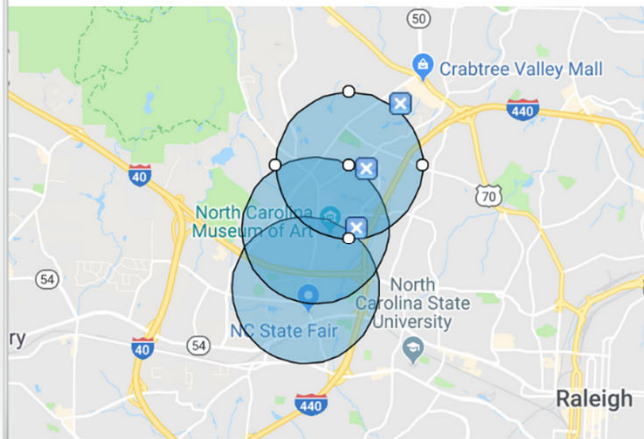 50
Crabtree Valley Mall
440
40
70
North Carolina
Museum of Art
54
North
Carolina State
University
NC State Fair
ry
40
54
440
Raleigh